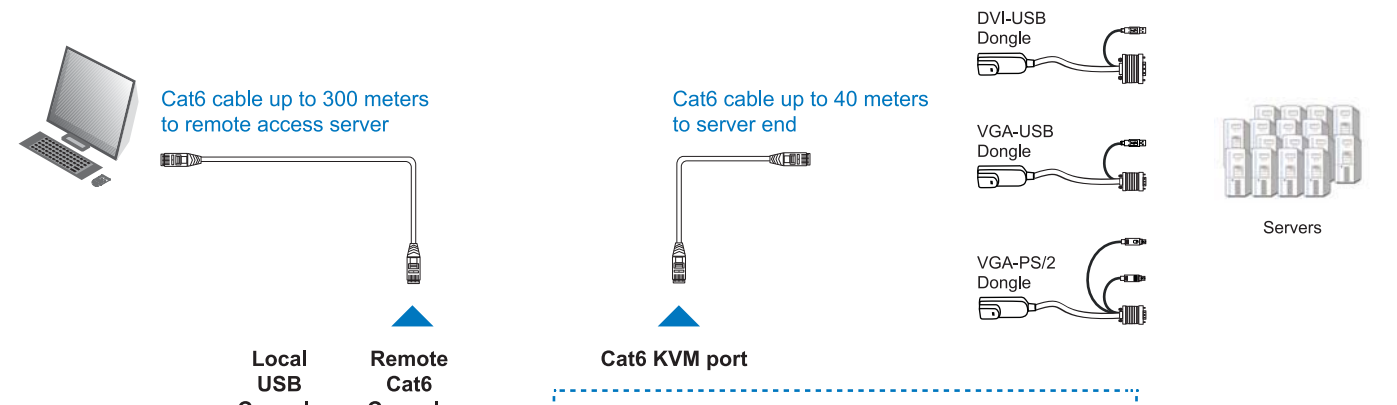 DVI-USB
Dongle
Cat6 cable up to 300 meters
to remote access server
Cat6 cable up to 40 meters
to server end
VGA-USB
Dongle
Servers
VGA-PS/2
Dongle
Local
USB
Remote
Cat6
Cat6 KVM port